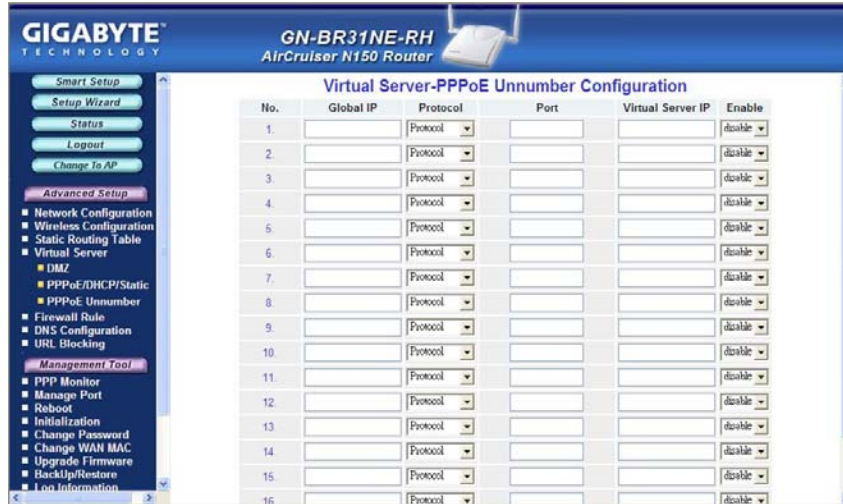 GIGABYTE™
TECHNOLOGY
GN-BR31NE-RH
AirCruiser N150 Router
Smart Setup
Setup Wizard
Status
Logout
Change To AP
Advanced Setup
Network Configuration
Wireless Configuration
Static Routing Table
Virtual Server
DMZ
PPPoE/DHCP/Static
PPPoE Unnumber
Firewall Rule
DNS Configuration
URL Blocking
Management Tool
PPP Monitor
Manage Port
Reboot
Initialization
Change Password
Change WAN MAC
Upgrade Firmware
BackUp/Restore
Log Information
Virtual Server-PPPoE Unnumber Configuration
No. Global IP Protocol Port Virtual Server IP Enable
1. Protocol disable
2. Protocol disable
3. Protocol disable
4. Protocol disable
5. Protocol disable
6. Protocol disable
7. Protocol disable
8. Protocol disable
9. Protocol disable
10. Protocol disable
11. Protocol disable
12. Protocol disable
13. Protocol disable
14. Protocol disable
15. Protocol disable
16. Protocol disable